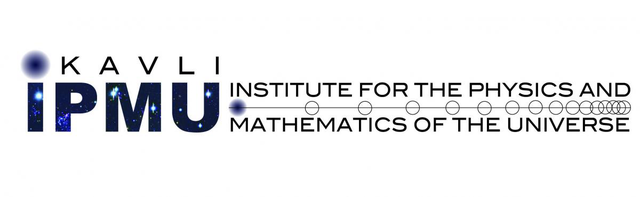 KAVLI
IPMU
INSTITUTE FOR THE PHYSICS AND
MATHEMATICS OF THE UNIVERSE